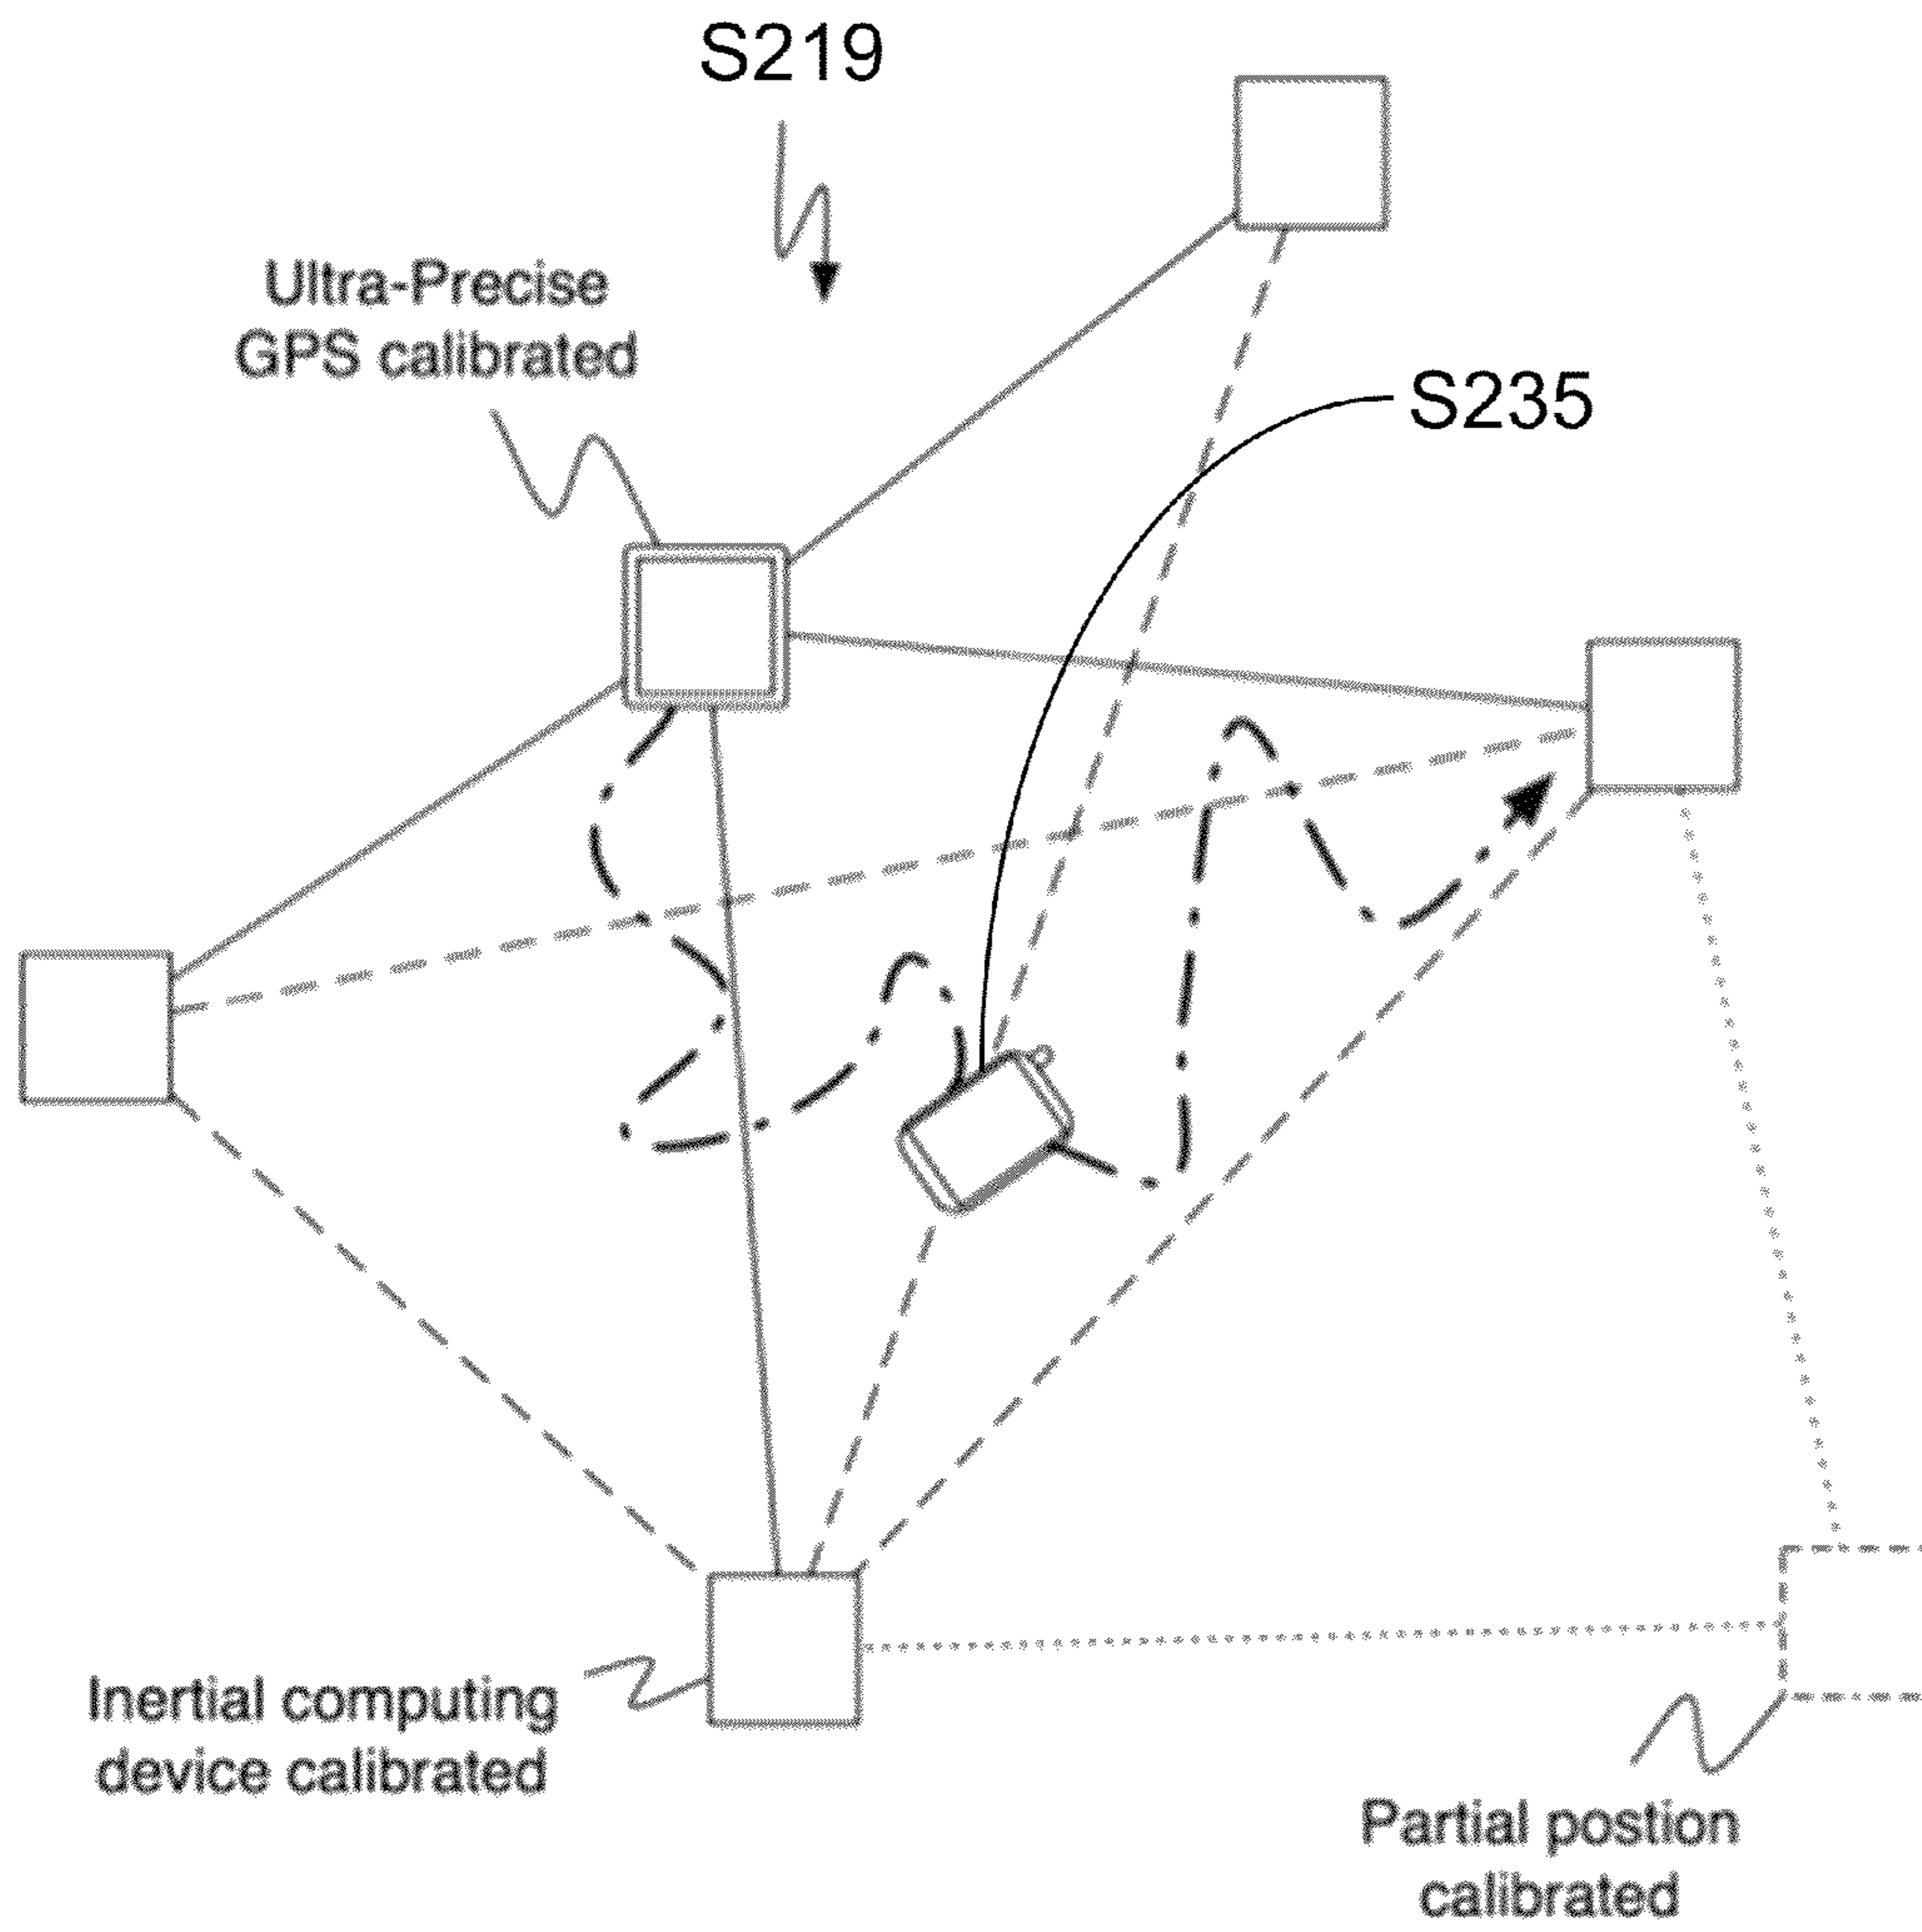 S219
Ultra-Precise
GPS calibrated
S235
Inertial computing
device calibrated
Partial postion
calibrated